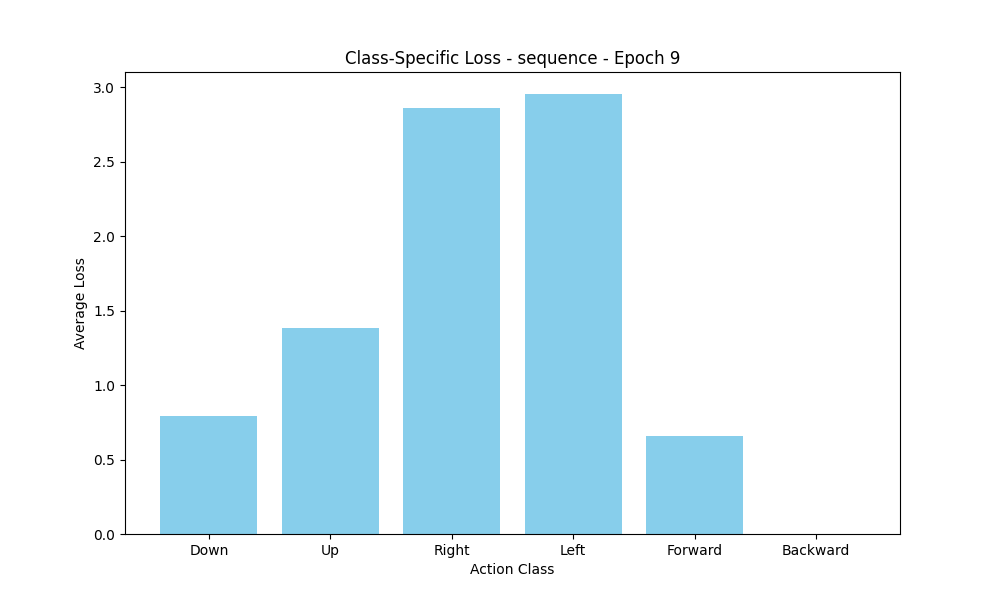 Class-Specific Loss - sequence - Epoch 9
3.0
2.5
2.0
1.5
1.0
0.5
0.0
Average Loss
Down Up Right Left Forward Backward
Action Class